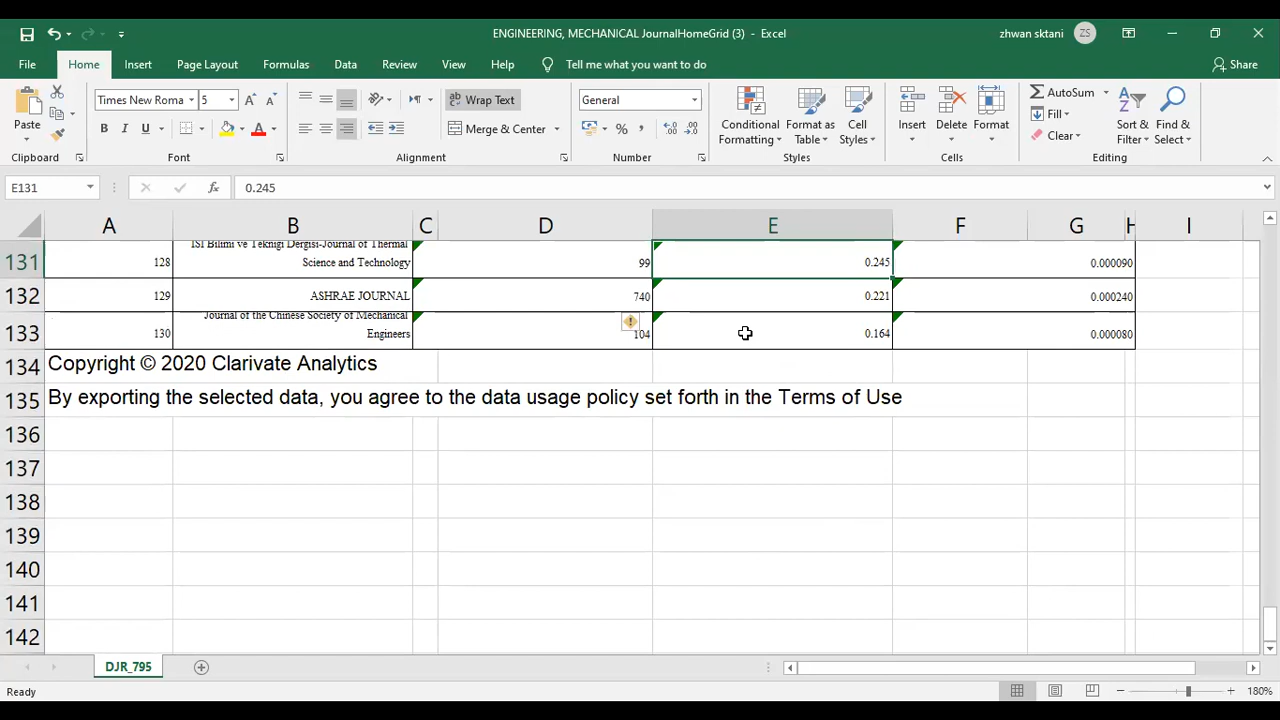 ENGINEERING, MECHANICAL JournalHomeGrid (3) - Excel
zhwan sktani ZS
File Home Insert Page Layout Formulas Data Review View Help Tell me what you want to do Share
Paste Times New Roma 5 Wrap Text General Conditional Formatting Format as Table Cell Styles Insert Delete Format AutoSum Fill Clear Sort & Filter Find & Select
B I U A Merge & Center % ,
Clipboard Font Alignment Number Styles Cells Editing
E131 fx 0.245
A B C D E F G H I
ISI Bilimi ve Teknigi Dergisi-Journal of Thermal
131 128 Science and Technology 99 0.245 0.000090
132 129 ASHRAE JOURNAL 740 0.221 0.000240
Journal of the Chinese Society of Mechanical
133 130 Engineers 104 0.164 0.000080
134 Copyright © 2020 Clarivate Analytics
135 By exporting the selected data, you agree to the data usage policy set forth in the Terms of Use
136
137
138
139
140
141
142
DJR_795
Ready 180%